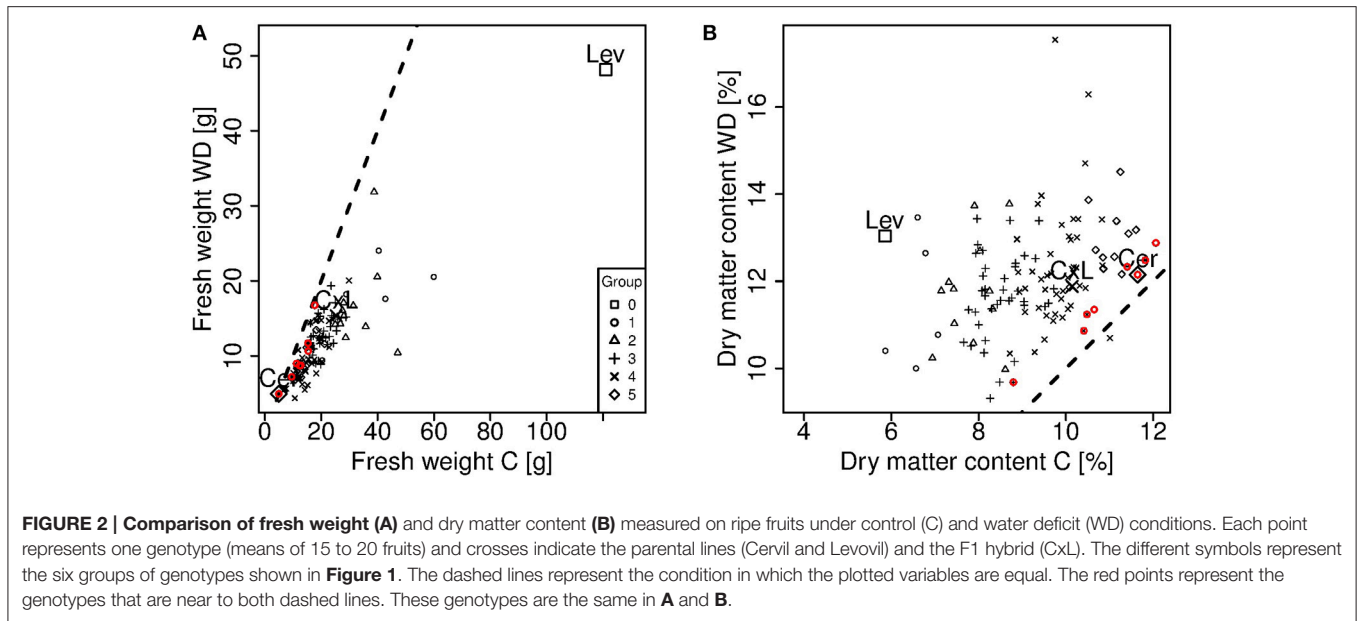 A
Fresh weight WD [g]
50
40
30
20
10
Lev
CxL
Ce
Group
0
1
2
3
4
5
0 20 40 60 80 100
Fresh weight C [g]
B
Dry matter content WD [%]
16
14
12
10
Lev
CxL
Cer
4 6 8 10 12
Dry matter content C [%]
FIGURE 2 | Comparison of fresh weight (A) and dry matter content (B) measured on ripe fruits under control (C) and water deficit (WD) conditions. Each point
represents one genotype (means of 15 to 20 fruits) and crosses indicate the parental lines (Cervil and Levovil) and the F1 hybrid (CxL). The different symbols represent
the six groups of genotypes shown in Figure 1. The dashed lines represent the condition in which the plotted variables are equal. The red points represent the
genotypes that are near to both dashed lines. These genotypes are the same in A and B.